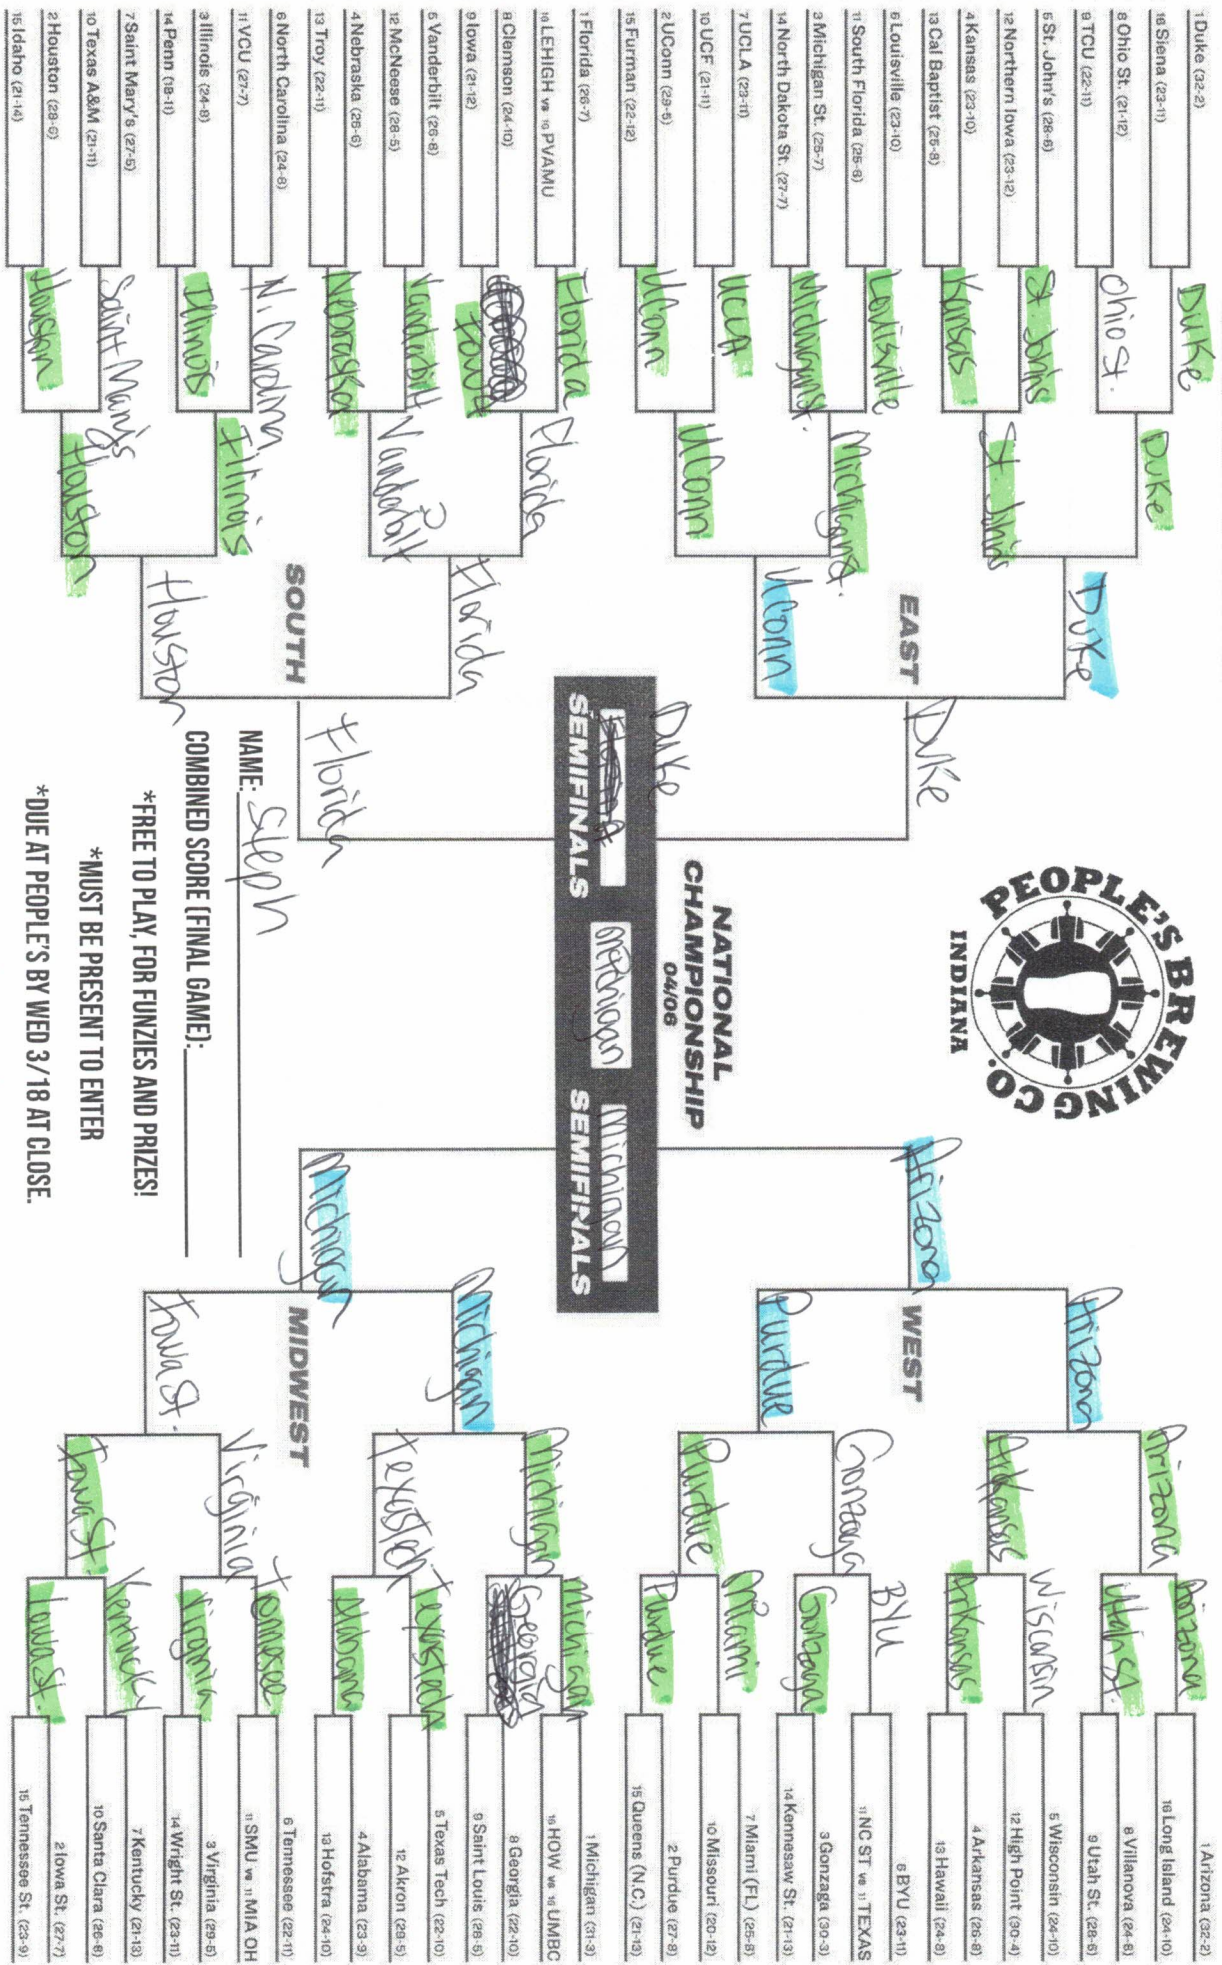 1 Duke (32-2)
16 Siena (23-11)
8 Ohio St. (21-12)
9 TCU (22-11)
5 St. John's (28-6)
12 Northern Iowa (23-12)
4 Kansas (23-10)
13 Cal Baptist (25-8)
6 Louisville (23-10)
11 South Florida (25-8)
3 Michigan St. (25-7)
14 North Dakota St. (27-7)
7 UCLA (23-11)
10 UCF (21-11)
2 UConn (29-5)
15 Furman (22-12)
1 Florida (26-7)
16 LEHIGH vs 16 PVAMU
8 Clemson (24-10)
9 Iowa (21-12)
5 Vanderbilt (26-8)
12 McNeese (28-5)
4 Nebraska (26-6)
13 Troy (22-11)
6 North Carolina (24-8)
11 VCU (27-7)
3 Illinois (24-8)
14 Penn (18-11)
7 Saint Mary's (27-5)
10 Texas A&M (21-11)
2 Houston (28-6)
15 Idaho (21-14)
Duke
Ohio St.
St Johns
Kansas
Louisville
Michiganst.
UCLA
UConn
Florida
Iowa
Vanderbilt
Nebraska
N. Carolina
Illinois
Saint Mary's
Houston
Duke
St. Johns
Michiganst.
UConn
Florida
Vanderbilt ?
Illinois
Houston
Duke
UConn
Florida
Houston
EAST
SOUTH
Duke
Florida
Duke
SEMIFINALS
Michigan
Michigan
SEMIFINALS
NATIONAL
CHAMPIONSHIP
04/06
PEOPLE'S BREWING CO.
INDIANA
NAME: Steph
COMBINED SCORE (FINAL GAME):
*FREE TO PLAY, FOR FUNZIES AND PRIZES!
*MUST BE PRESENT TO ENTER
*DUE AT PEOPLE'S BY WED 3/18 AT CLOSE.
Arizona
Michigan
WEST
MIDWEST
Arizona
Purdue
Michigan
Iowa St.
Arizona
Arkansas
Gonzaga
Purdue
Michigan
Texastech
Virginia
Iowa St.
Arizona
Utah St.
Wisconsin
Arkansas
BYU
Gonzaga
Miami
Purdue
Michigan
Georgia
Texastech
Alabama
Virginia
Kentucky
Iowa St.
1 Arizona (32-2)
16 Long Island (24-10)
8 Villanova (24-8)
9 Utah St. (28-6)
5 Wisconsin (24-10)
12 High Point (30-4)
4 Arkansas (26-8)
13 Hawaii (24-8)
6 BYU (23-11)
11 NC ST vs 11 TEXAS
3 Gonzaga (30-3)
14 Kennesaw St. (21-13)
7 Miami (FL) (25-8)
10 Missouri (20-12)
2 Purdue (27-8)
15 Queens (N.C.) (21-13)
1 Michigan (31-3)
16 HOW vs 16 UMBC
8 Georgia (22-10)
9 Saint Louis (28-5)
5 Texas Tech (22-10)
12 Akron (29-5)
4 Alabama (23-9)
13 Hofstra (24-10)
6 Tennessee (22-11)
11 SMU vs 11 MIA OH
3 Virginia (29-5)
14 Wright St. (23-11)
7 Kentucky (21-13)
10 Santa Clara (26-8)
2 Iowa St. (27-7)
15 Tennessee St. (23-9)